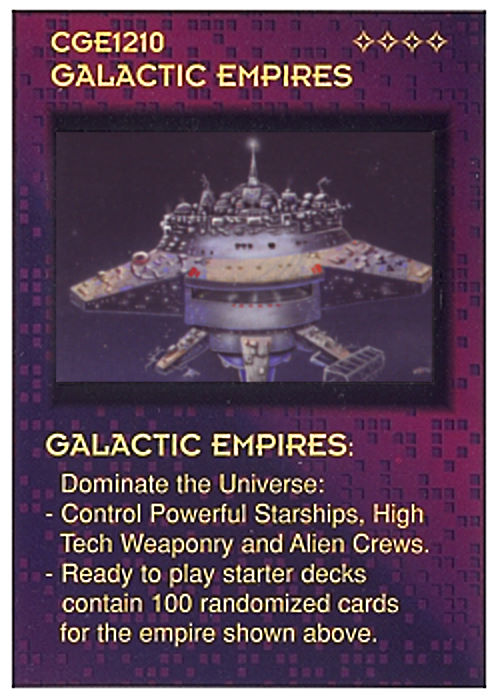 CGE1210
GALACTIC EMPIRES
GALACTIC EMPIRES:
Dominate the Universe:
- Control Powerful Starships, High
Tech Weaponry and Alien Crews.
- Ready to play starter decks
contain 100 randomized cards
for the empire shown above.